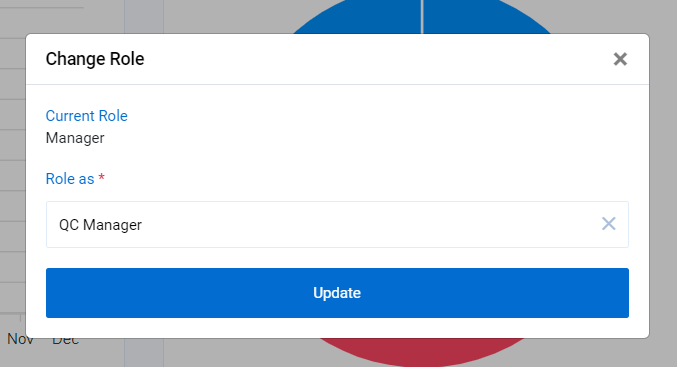 Change Role
Current Role
Manager
Role as *
QC Manager
Update
Nov Dec